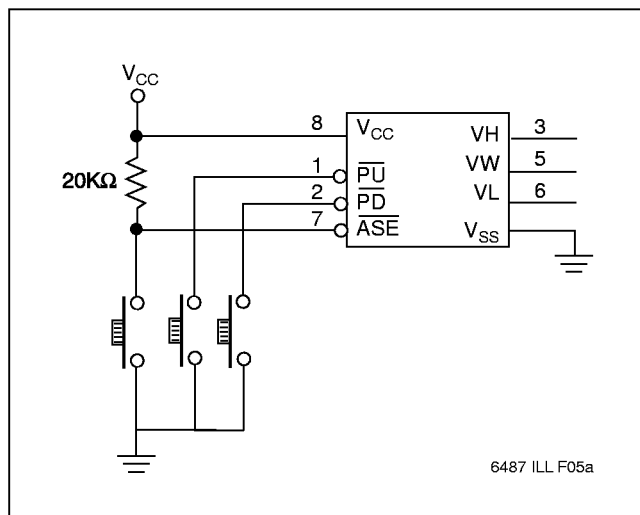 VCC
20KΩ
8
1
2
7
VCC
PU
PD
ASE
VH
VW
VL
VSS
3
5
6
6487 ILL F05a